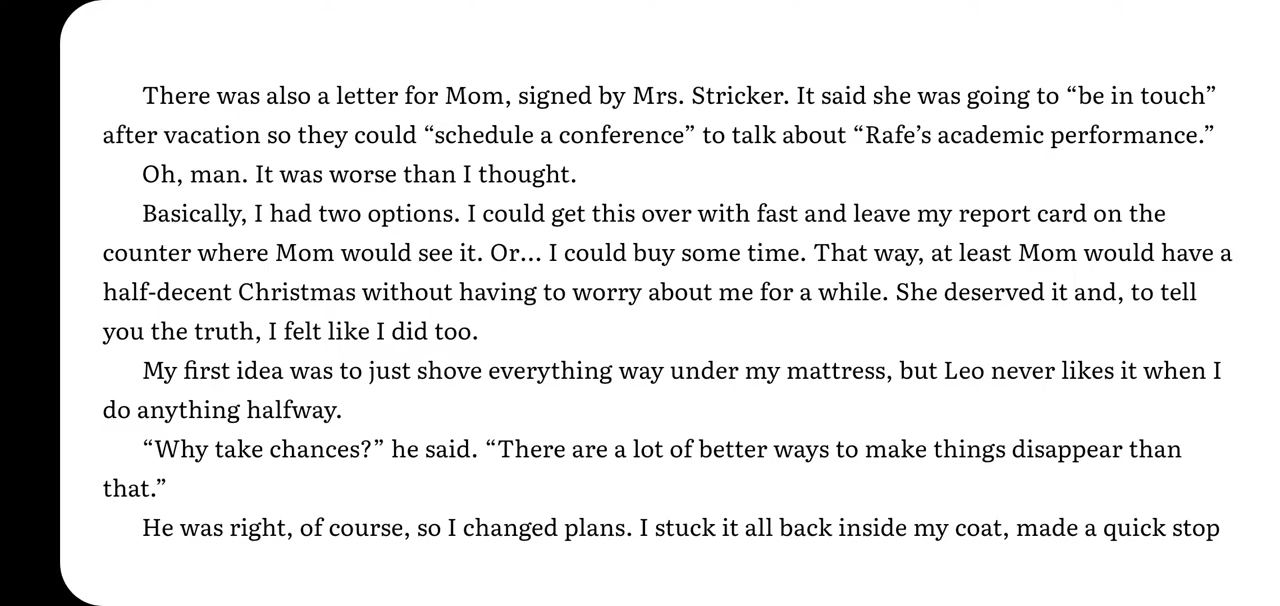 There was also a letter for Mom, signed by Mrs. Stricker. It said she was going to “be in touch”
after vacation so they could “schedule a conference” to talk about “Rafe’s academic performance.”
Oh, man. It was worse than I thought.
Basically, I had two options. I could get this over with fast and leave my report card on the
counter where Mom would see it. Or… I could buy some time. That way, at least Mom would have a
half-decent Christmas without having to worry about me for a while. She deserved it and, to tell
you the truth, I felt like I did too.
My first idea was to just shove everything way under my mattress, but Leo never likes it when I
do anything halfway.
“Why take chances?” he said. “There are a lot of better ways to make things disappear than
that.”
He was right, of course, so I changed plans. I stuck it all back inside my coat, made a quick stop